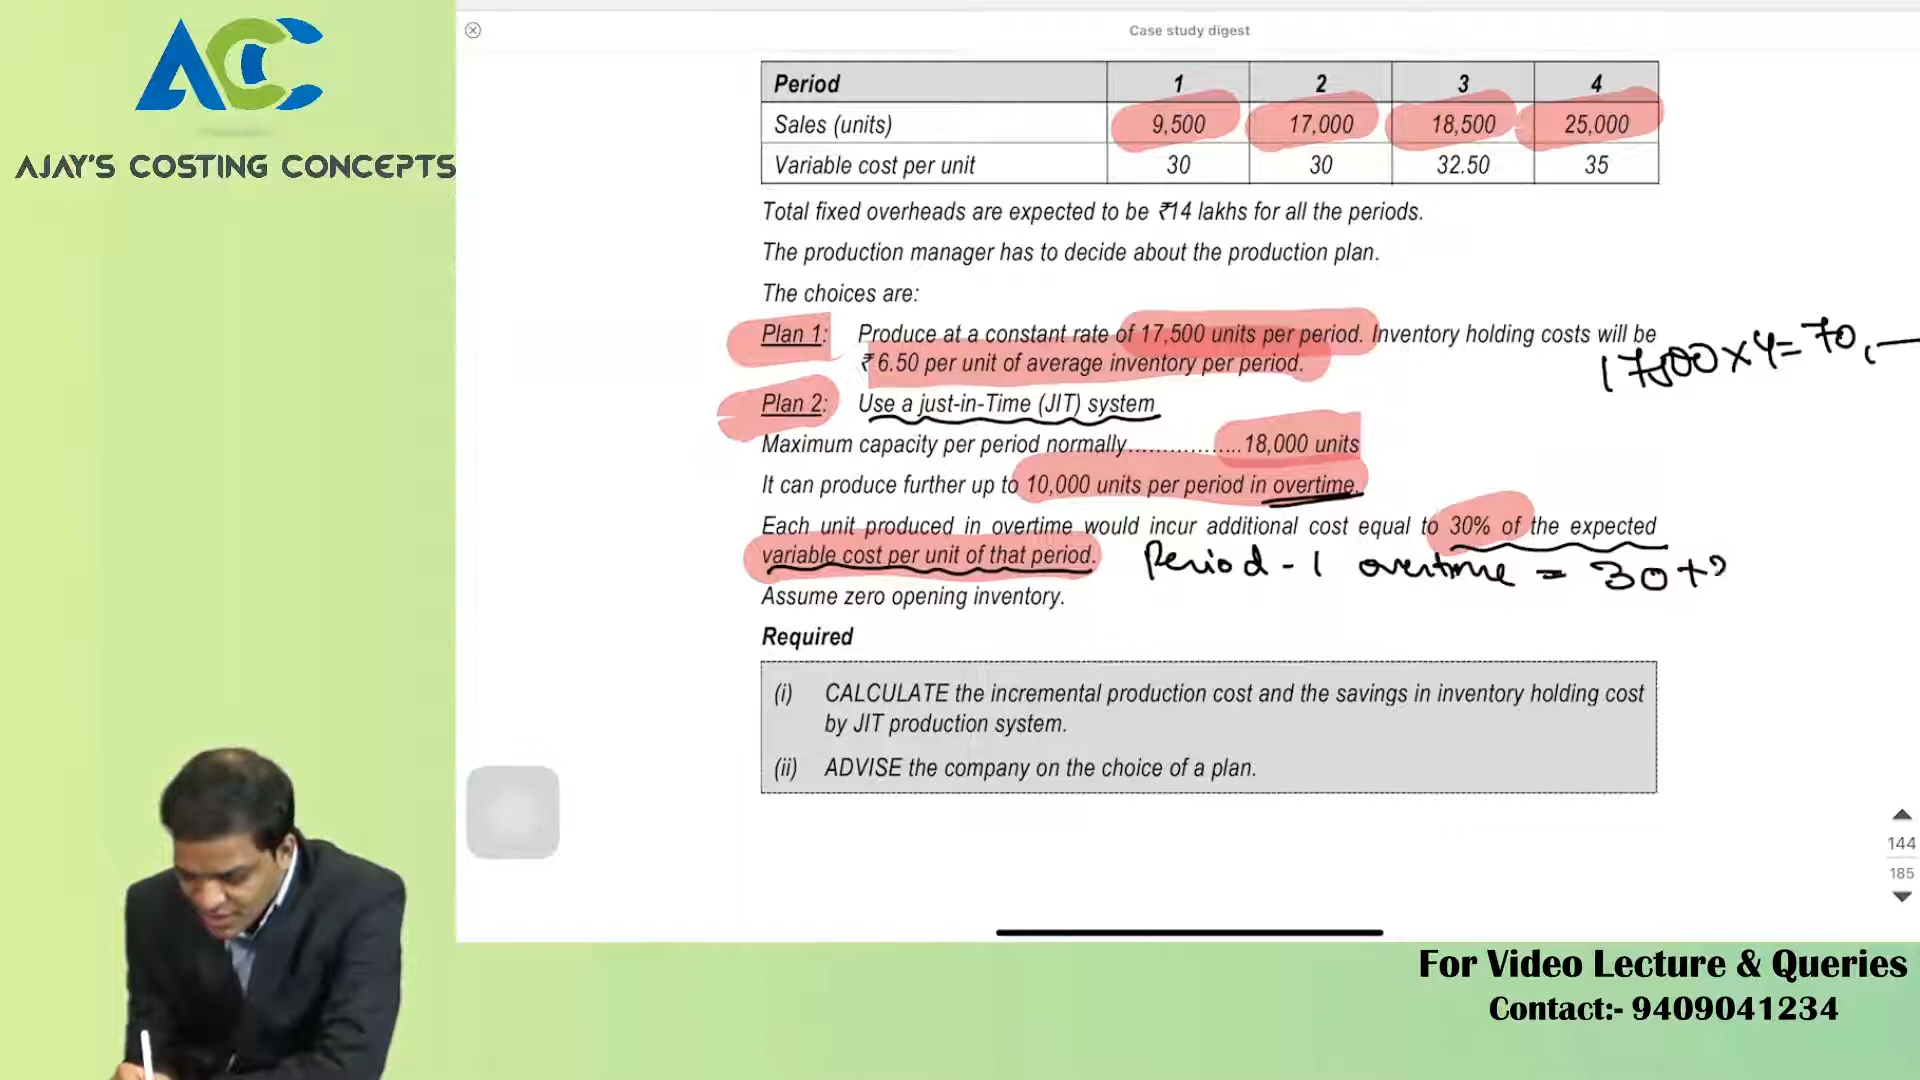 ACC
AJAY'S COSTING CONCEPTS
Case study digest
Period 1 2 3 4
Sales (units) 9,500 17,000 18,500 25,000
Variable cost per unit 30 30 32.50 35
Total fixed overheads are expected to be ₹14 lakhs for all the periods.
The production manager has to decide about the production plan.
The choices are:
Plan 1: Produce at a constant rate of 17,500 units per period. Inventory holding costs will be
₹ 6.50 per unit of average inventory per period.
17,500 × 4 = 70,
Plan 2: Use a just-in-Time (JIT) system
Maximum capacity per period normally.................18,000 units
It can produce further up to 10,000 units per period in overtime.
Each unit produced in overtime would incur additional cost equal to 30% of the expected
variable cost per unit of that period.
Period - 1 overtime = 30 +
Assume zero opening inventory.
Required
(i) CALCULATE the incremental production cost and the savings in inventory holding cost
by JIT production system.
(ii) ADVISE the company on the choice of a plan.
144
185
For Video Lecture & Queries
Contact:- 9409041234